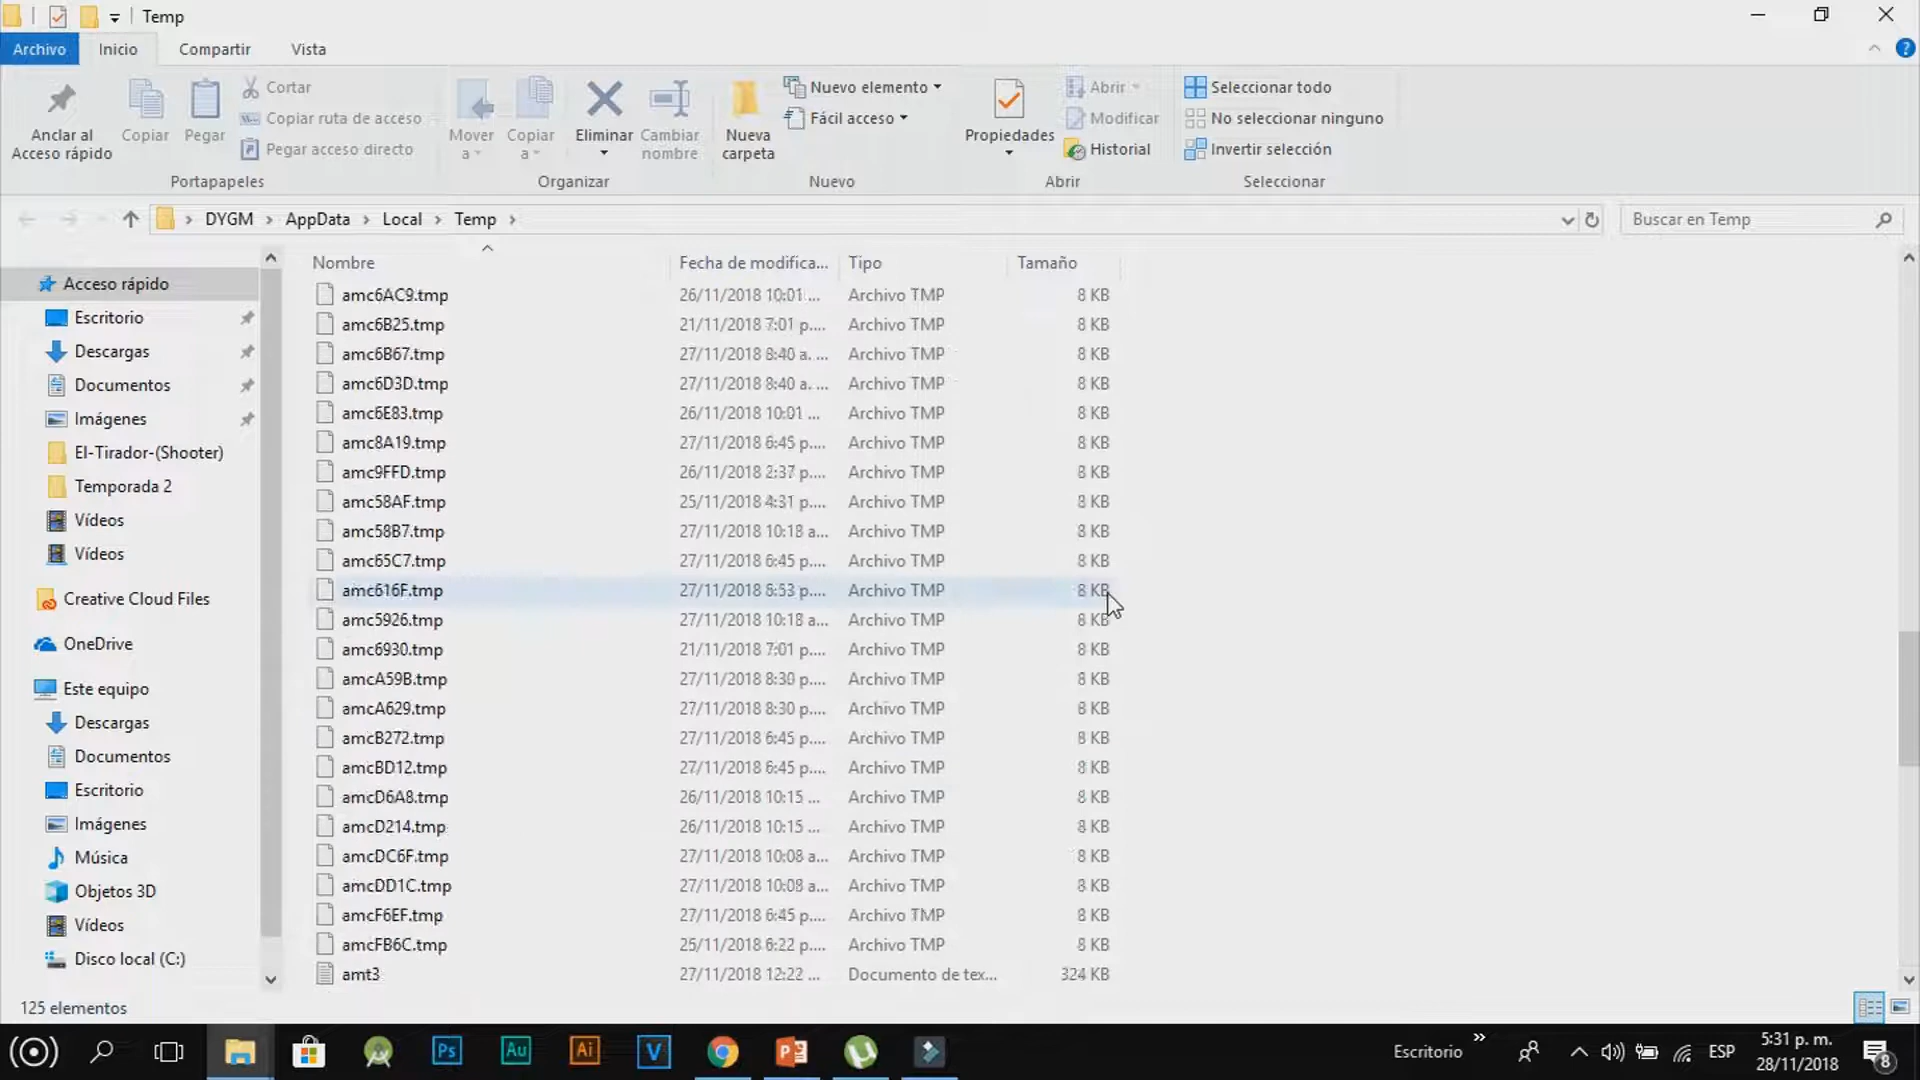 Temp
Archivo Inicio Compartir Vista
Anclar al Acceso rápido
Copiar
Pegar
Cortar
Copiar ruta de acceso
Pegar acceso directo
Portapapeles
Mover a
Copiar a
Eliminar
Cambiar nombre
Organizar
Nueva carpeta
Nuevo elemento
Fácil acceso
Nuevo
Propiedades
Abrir
Modificar
Historial
Abrir
Seleccionar todo
No seleccionar ninguno
Invertir selección
Seleccionar
DYGM > AppData > Local > Temp >
Buscar en Temp
Acceso rápido
Escritorio
Descargas
Documentos
Imágenes
El-Tirador-(Shooter)
Temporada 2
Vídeos
Vídeos
Creative Cloud Files
OneDrive
Este equipo
Descargas
Documentos
Escritorio
Imágenes
Música
Objetos 3D
Vídeos
Disco local (C:)
Nombre Fecha de modifica... Tipo Tamaño
amc6AC9.tmp 26/11/2018 10:01 ... Archivo TMP 8 KB
amc6B25.tmp 21/11/2018 7:01 p.... Archivo TMP 8 KB
amc6B67.tmp 27/11/2018 8:40 a. ... Archivo TMP 8 KB
amc6D3D.tmp 27/11/2018 8:40 a. ... Archivo TMP 8 KB
amc6E83.tmp 26/11/2018 10:01 ... Archivo TMP 8 KB
amc8A19.tmp 27/11/2018 6:45 p.... Archivo TMP 8 KB
amc9FFD.tmp 26/11/2018 2:37 p.... Archivo TMP 8 KB
amc58AF.tmp 25/11/2018 4:31 p.... Archivo TMP 8 KB
amc58B7.tmp 27/11/2018 10:18 a... Archivo TMP 8 KB
amc65C7.tmp 27/11/2018 6:45 p.... Archivo TMP 8 KB
amc616F.tmp 27/11/2018 8:53 p.... Archivo TMP 8 KB
amc5926.tmp 27/11/2018 10:18 a... Archivo TMP 8 KB
amc6930.tmp 21/11/2018 7:01 p.... Archivo TMP 8 KB
amcA59B.tmp 27/11/2018 8:30 p.... Archivo TMP 8 KB
amcA629.tmp 27/11/2018 8:30 p.... Archivo TMP 8 KB
amcB272.tmp 27/11/2018 6:45 p.... Archivo TMP 8 KB
amcBD12.tmp 27/11/2018 6:45 p.... Archivo TMP 8 KB
amcD6A8.tmp 26/11/2018 10:15 ... Archivo TMP 8 KB
amcD214.tmp 26/11/2018 10:15 ... Archivo TMP 8 KB
amcDC6F.tmp 27/11/2018 10:08 a... Archivo TMP 8 KB
amcDD1C.tmp 27/11/2018 10:08 a... Archivo TMP 8 KB
amcF6EF.tmp 27/11/2018 6:45 p.... Archivo TMP 8 KB
amcFB6C.tmp 25/11/2018 6:22 p.... Archivo TMP 8 KB
amt3 27/11/2018 12:22 ... Documento de tex... 324 KB
125 elementos
Ps Au Ai V
Escritorio
ESP
5:31 p. m.
28/11/2018
8